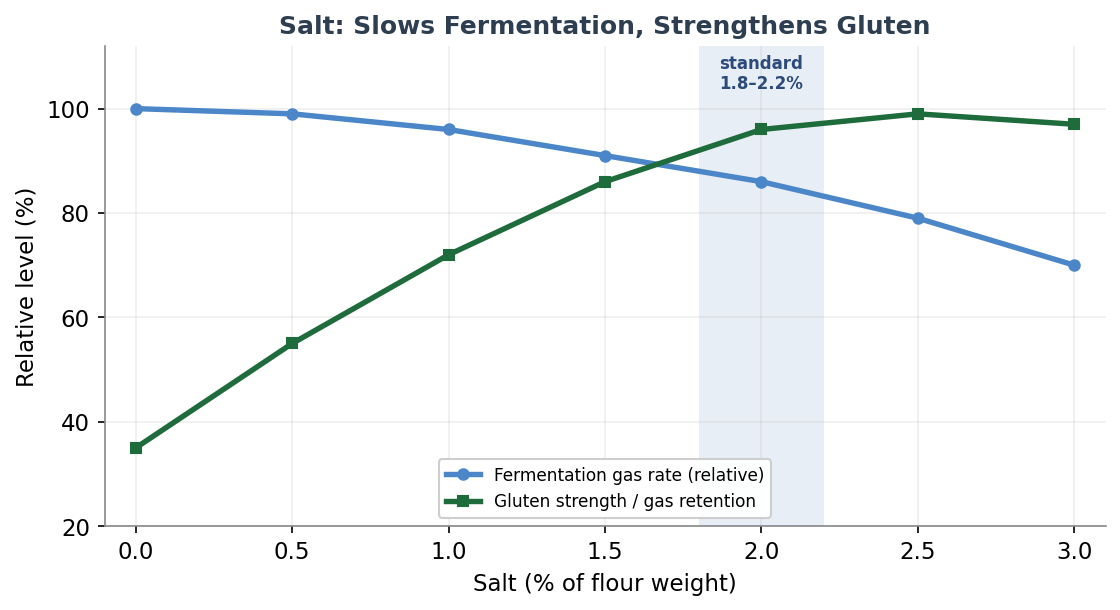 Salt: Slows Fermentation, Strengthens Gluten
standard
1.8–2.2%
Relative level (%)
100
80
60
40
20
Fermentation gas rate (relative)
Gluten strength / gas retention
0.0 0.5 1.0 1.5 2.0 2.5 3.0
Salt (% of flour weight)